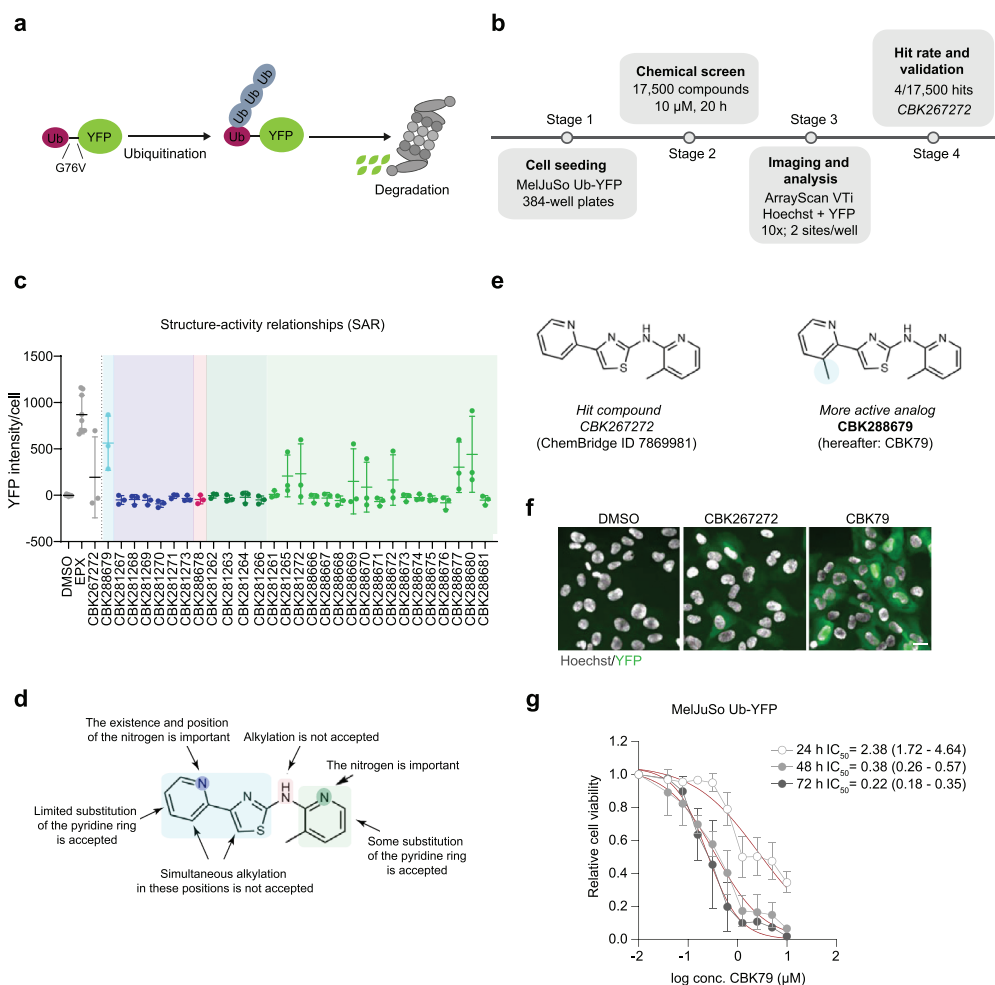 a
Ub
YFP
G76V
Ubiquitination
Ub
Ub
Ub
Ub
YFP
Degradation
b
Stage 1
Cell seeding
MelJuSo Ub-YFP
384-well plates
Chemical screen
17,500 compounds
10 µM, 20 h
Stage 2
Stage 3
Imaging and
analysis
ArrayScan VTi
Hoechst + YFP
10x; 2 sites/well
Hit rate and
validation
4/17,500 hits
CBK267272
Stage 4
c
Structure-activity relationships (SAR)
YFP intensity/cell
1500
1000
500
0
-500
DMSO
EPX
CBK267272
CBK288679
CBK281267
CBK281268
CBK281269
CBK281270
CBK281271
CBK281273
CBK288678
CBK281262
CBK281263
CBK281264
CBK281266
CBK281261
CBK281265
CBK281272
CBK288666
CBK288667
CBK288668
CBK288669
CBK288670
CBK288671
CBK288672
CBK288673
CBK288674
CBK288675
CBK288676
CBK288677
CBK288680
CBK288681
d
The existence and position
of the nitrogen is important
Alkylation is not accepted
The nitrogen is important
Limited substitution
of the pyridine ring
is accepted
Simultaneous alkylation
in these positions is not accepted
Some substitution
of the pyridine ring
is accepted
N
N
S
H
N
N
e
N
N
S
H
N
N
Hit compound
CBK267272
(ChemBridge ID 7869981)
N
N
S
H
N
N
More active analog
CBK288679
(hereafter: CBK79)
f
DMSO
CBK267272
CBK79
Hoechst/YFP
g
MelJuSo Ub-YFP
Relative cell viability
1.2
1.0
0.8
0.6
0.4
0.2
0.0
-2
-1
0
1
2
log conc. CBK79 (µM)
24 h IC50= 2.38 (1.72 - 4.64)
48 h IC50= 0.38 (0.26 - 0.57)
72 h IC50= 0.22 (0.18 - 0.35)